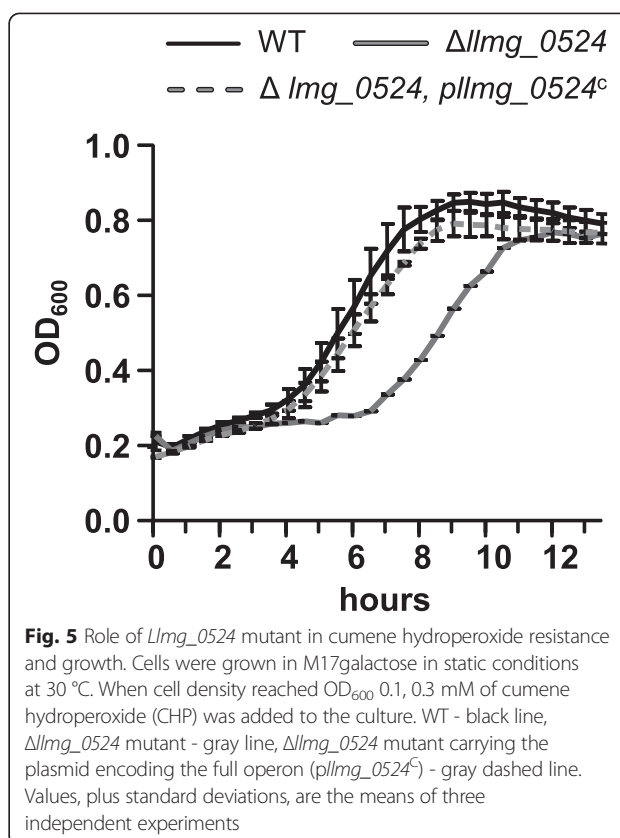 WT Δllmg_0524
Δ lmg_0524, pllmg_0524ᶜ
1.0
0.8
0.6
0.4
0.2
0.0
OD₆₀₀
0 2 4 6 8 10 12
hours
Fig. 5 Role of Llmg_0524 mutant in cumene hydroperoxide resistance
and growth. Cells were grown in M17galactose in static conditions
at 30 °C. When cell density reached OD₆₀₀ 0.1, 0.3 mM of cumene
hydroperoxide (CHP) was added to the culture. WT - black line,
Δllmg_0524 mutant - gray line, Δllmg_0524 mutant carrying the
plasmid encoding the full operon (pllmg_0524ᶜ) - gray dashed line.
Values, plus standard deviations, are the means of three
independent experiments